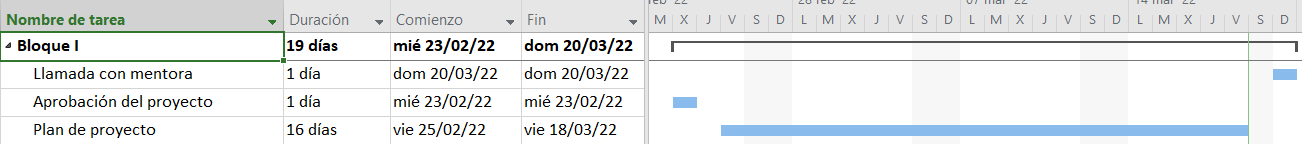 Nombre de tarea Duración Comienzo Fin
feb '22 28 feb '22 07 mar '22 14 mar '22
M X J V S D L M X J V S D L M X J V S D L M X J V S D
Bloque I 19 días mié 23/02/22 dom 20/03/22
Llamada con mentora 1 día dom 20/03/22 dom 20/03/22
Aprobación del proyecto 1 día mié 23/02/22 mié 23/02/22
Plan de proyecto 16 días vie 25/02/22 vie 18/03/22